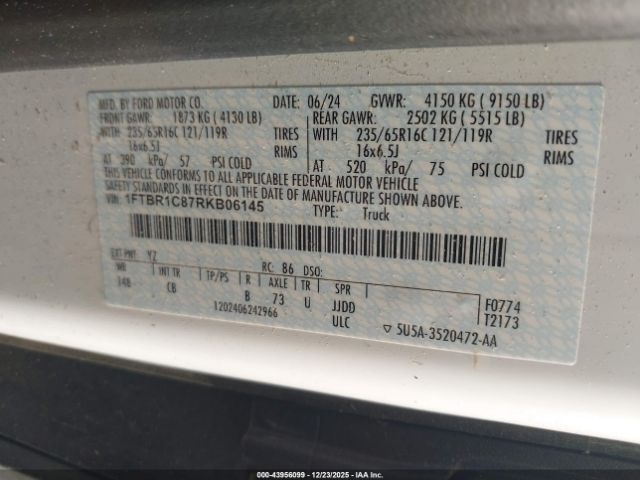 MFD. BY FORD MOTOR CO. DATE: 06/24 GVWR: 4150 KG ( 9150 LB)
FRONT GAWR: 1873 KG ( 4130 LB) REAR GAWR: 2502 KG ( 5515 LB)
WITH 235/65R16C 121/119R TIRES WITH 235/65R16C 121/119R TIRES
16x6.5J RIMS 16x6.5J RIMS
AT 390 kPa/ 57 PSI COLD AT 520 kPa/ 75 PSI COLD
THIS VEHICLE CONFORMS TO ALL APPLICABLE FEDERAL MOTOR VEHICLE
SAFETY STANDARDS IN EFFECT ON THE DATE OF MANUFACTURE SHOWN ABOVE.
VIN: 1FTBR1C87RKB06145 TYPE: Truck
EXT PNT: YZ RC: 86 DSO:
WB INT TR TP/PS R AXLE TR SPR
148 CB B 73 U JJDD
1202406242966 ULC
F0774
T2173
5U5A-3520472-AA
000-43956099 - 12/23/2025 - IAA Inc.